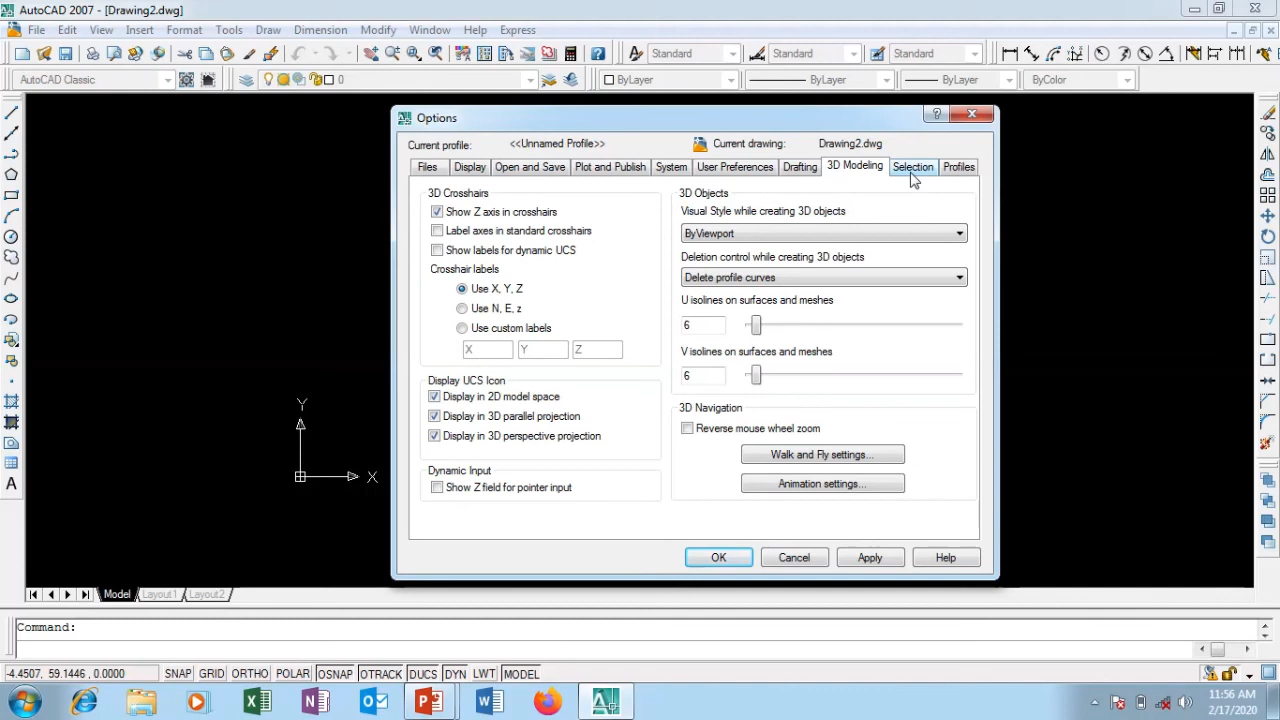 AutoCAD 2007 - [Drawing2.dwg]
File Edit View Insert Format Tools Draw Dimension Modify Window Help Express
Standard Standard Standard
AutoCAD Classic 0 ByLayer ByLayer ByLayer ByColor
Options
Current profile: <<Unnamed Profile>> Current drawing: Drawing2.dwg
Files Display Open and Save Plot and Publish System User Preferences Drafting 3D Modeling Selection Profiles
3D Crosshairs
Show Z axis in crosshairs
Label axes in standard crosshairs
Show labels for dynamic UCS
Crosshair labels
Use X, Y, Z
Use N, E, z
Use custom labels
X Y Z
Display UCS Icon
Display in 2D model space
Display in 3D parallel projection
Display in 3D perspective projection
Dynamic Input
Show Z field for pointer input
3D Objects
Visual Style while creating 3D objects
ByViewport
Deletion control while creating 3D objects
Delete profile curves
U isolines on surfaces and meshes
6
V isolines on surfaces and meshes
6
3D Navigation
Reverse mouse wheel zoom
Walk and Fly settings...
Animation settings...
OK Cancel Apply Help
Y
X
A
Model Layout1 Layout2
Command:
-4.4507, 59.1446 , 0.0000 SNAP GRID ORTHO POLAR OSNAP OTRACK DUCS DYN LWT MODEL
11:56 AM
2/17/2020